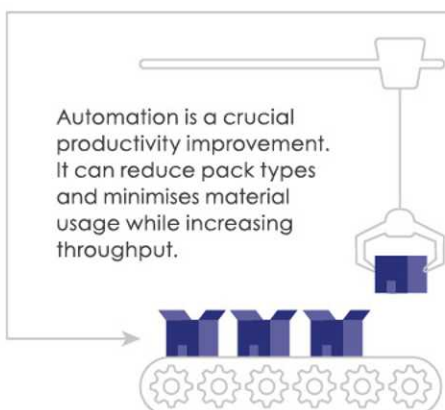 Automation is a crucial
productivity improvement.
It can reduce pack types
and minimises material
usage while increasing
throughput.